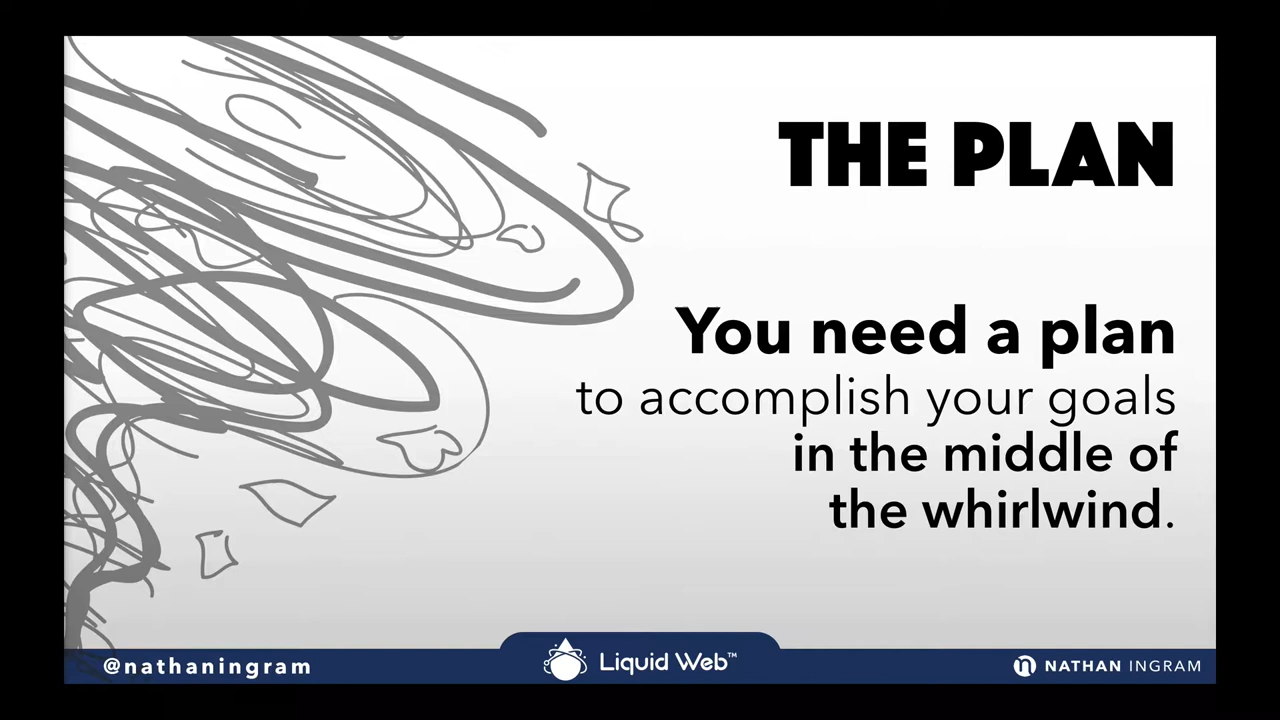 THE PLAN
You need a plan
to accomplish your goals
in the middle of
the whirlwind.
@nathaningram
Liquid Web™
n NATHAN INGRAM